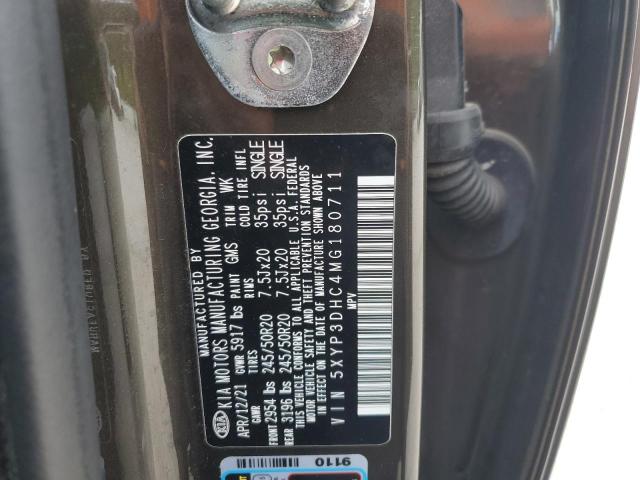 MANUFACTURED BY
KIA KIA MOTORS MANUFACTURING GEORGIA, INC.
APR/12/21 GVWR 5917 lbs PAINT GMS TRIM WK
GAWR TIRES RIMS COLD TIRE INFL
FRONT 2954 lbs 245/50R20 7.5Jx20 35psi SINGLE
REAR 3196 lbs 245/50R20 7.5Jx20 35psi SINGLE
THIS VEHICLE CONFORMS TO ALL APPLICABLE U.S.A. FEDERAL
MOTOR VEHICLE SAFETY AND THEFT PREVENTION STANDARDS
IN EFFECT ON THE DATE OF MANUFACTURE SHOWN ABOVE
VIN 5XYP3DHC4MG180711
MPV
9110